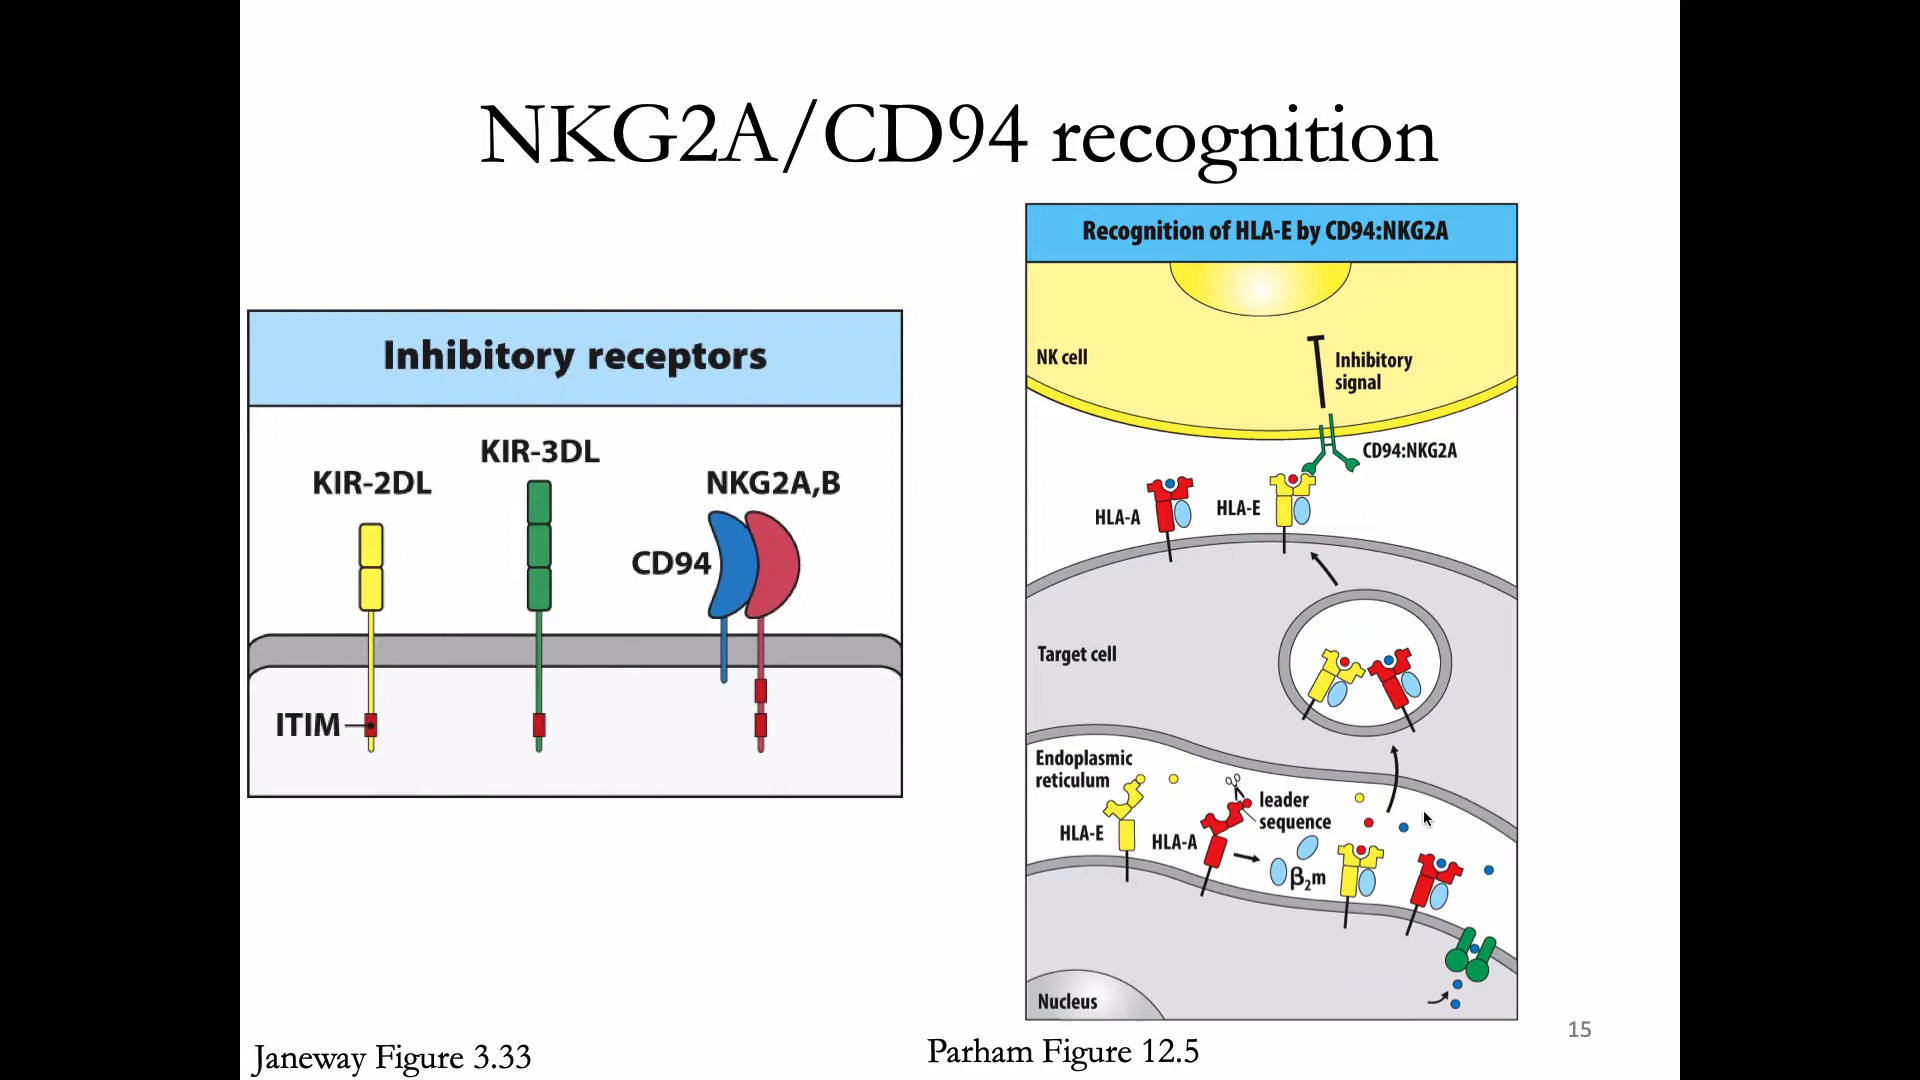 NKG2A/CD94 recognition
Inhibitory receptors
KIR-2DL
KIR-3DL
NKG2A,B
CD94
ITIM
Janeway Figure 3.33
Recognition of HLA-E by CD94:NKG2A
NK cell
Inhibitory
signal
CD94:NKG2A
HLA-A
HLA-E
Target cell
Endoplasmic
reticulum
HLA-E
HLA-A
leader
sequence
β₂m
Nucleus
Parham Figure 12.5
15